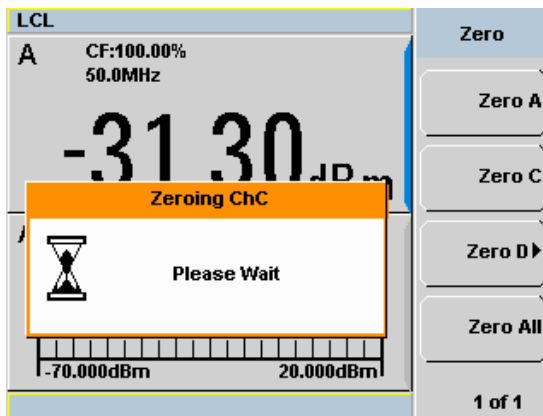 LCL
Zero
A
CF:100.00%
50.0MHz
-31.30
Zero A
Zero C
Zeroing ChC
Please Wait
Zero D
Zero All
-70.000dBm
20.000dBm
1 of 1